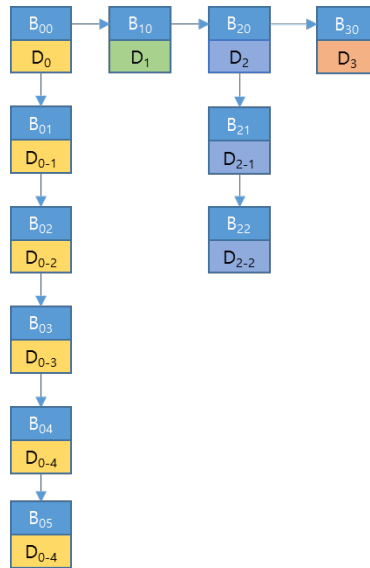 B₀₀ B₁₀ B₂₀ B₃₀
D₀ D₁ D₂ D₃
B₀₁ B₂₁
D₀₋₁ D₂₋₁
B₀₂ B₂₂
D₀₋₂ D₂₋₂
B₀₃
D₀₋₃
B₀₄
D₀₋₄
B₀₅
D₀₋₄